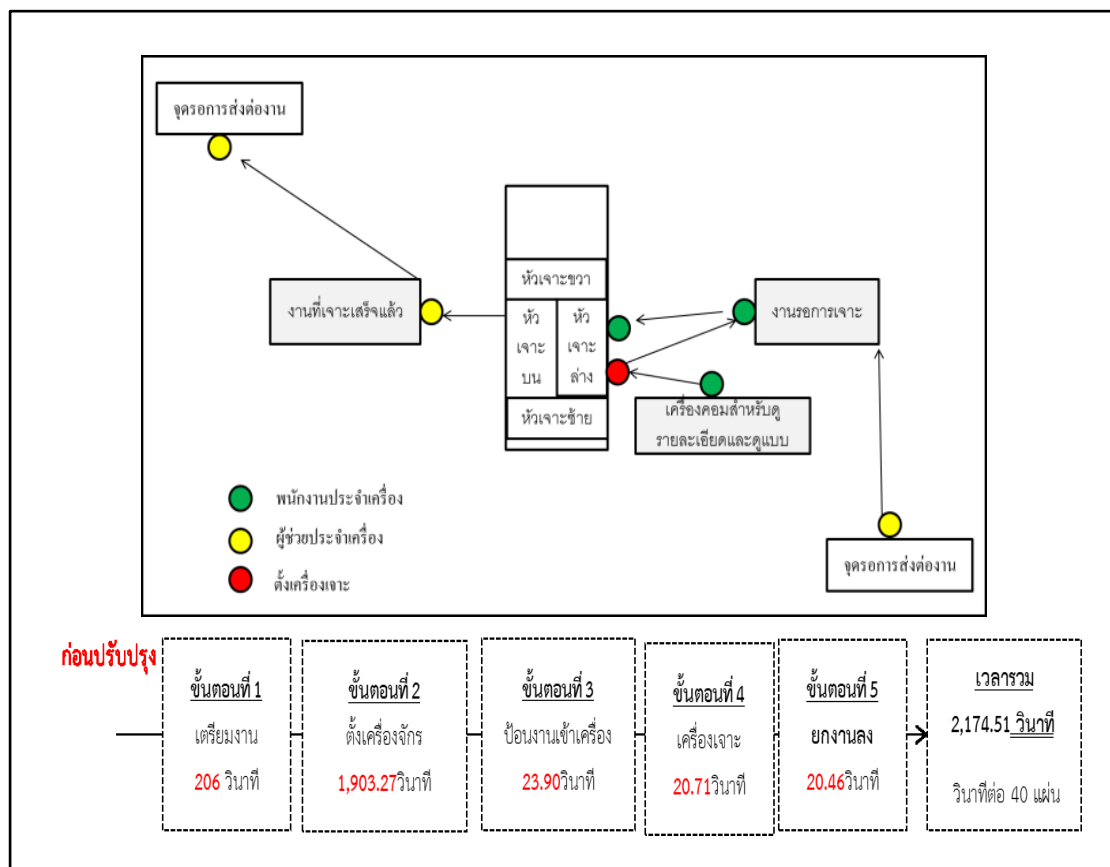 จุดรอการส่งต่องาน
หัวเจาะขวา
งานที่เจาะเสร็จแล้ว
หัว
เจาะ
บน
หัว
เจาะ
ล่าง
งานรอการเจาะ
หัวเจาะซ้าย
เครื่องคอมสำหรับดู
รายละเอียดและดูแบบ
พนักงานประจำเครื่อง
ผู้ช่วยประจำเครื่อง
ตั้งเครื่องเจาะ
จุดรอการส่งต่องาน
ก่อนปรับปรุง
ขั้นตอนที่ 1
เตรียมงาน
206 วินาที
ขั้นตอนที่ 2
ตั้งเครื่องจักร
1,903.27วินาที
ขั้นตอนที่ 3
ป้อนงานเข้าเครื่อง
23.90วินาที
ขั้นตอนที่ 4
เครื่องเจาะ
20.71วินาที
ขั้นตอนที่ 5
ยกงานลง
20.46วินาที
เวลารวม
2,174.51 วินาที
วินาทีต่อ 40 แผ่น